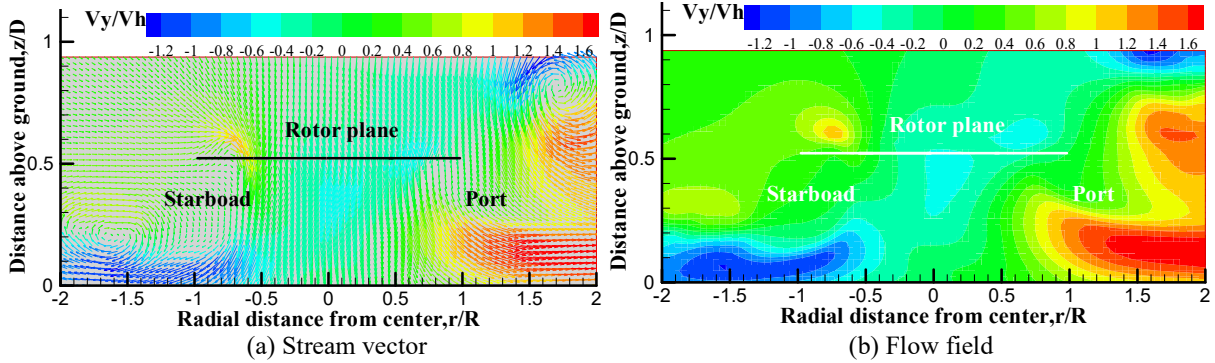 Vy/Vh
-1.2 -1 -0.8 -0.6 -0.4 -0.2 0 0.2 0.4 0.6 0.8 1 1.2 1.4 1.6
Distance above ground,z/D
1
0.5
0
Rotor plane
Starboad
Port
-2 -1.5 -1 -0.5 0 0.5 1 1.5 2
Radial distance from center,r/R
(a) Stream vector
Vy/Vh
-1.2 -1 -0.8 -0.6 -0.4 -0.2 0 0.2 0.4 0.6 0.8 1 1.2 1.4 1.6
Distance above ground,z/D
1
0.5
0
Rotor plane
Starboad
Port
-2 -1.5 -1 -0.5 0 0.5 1 1.5 2
Radial distance from center,r/R
(b) Flow field